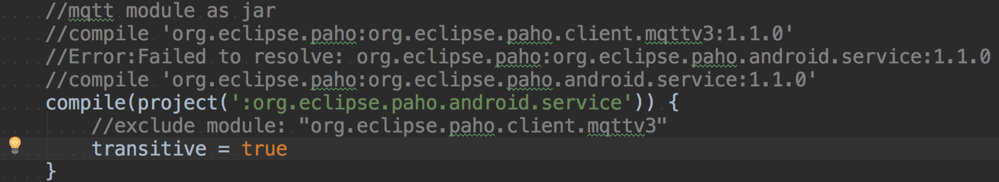 //mqtt module as jar
//compile 'org.eclipse.paho:org.eclipse.paho.client.mqttv3:1.1.0'
//Error:Failed to resolve: org.eclipse.paho:org.eclipse.paho.android.service:1.1.0
//compile 'org.eclipse.paho:org.eclipse.paho.android.service:1.1.0'
compile(project(':org.eclipse.paho.android.service')) {
//exclude module: "org.eclipse.paho.client.mqttv3"
transitive = true
}